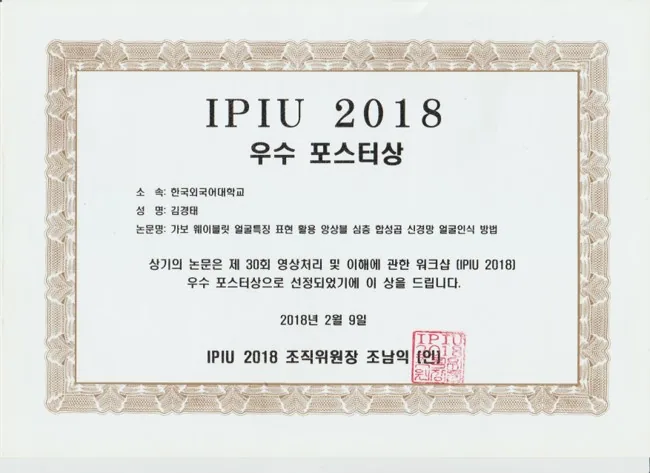 IPIU 2018
우수 포스터상
소 속: 한국외국어대학교
성 명: 김경태
논문명: 가보 웨이블릿 얼굴특징 표현 활용 앙상블 심층 합성곱 신경망 얼굴인식 방법
상기의 논문은 제 30회 영상처리 및 이해에 관한 워크샵 (IPIU 2018)
우수 포스터상으로 선정되었기에 이 상을 드립니다.
2018년 2월 9일
IPIU 2018 조직위원장 조남익 (인)
IPIU
2018